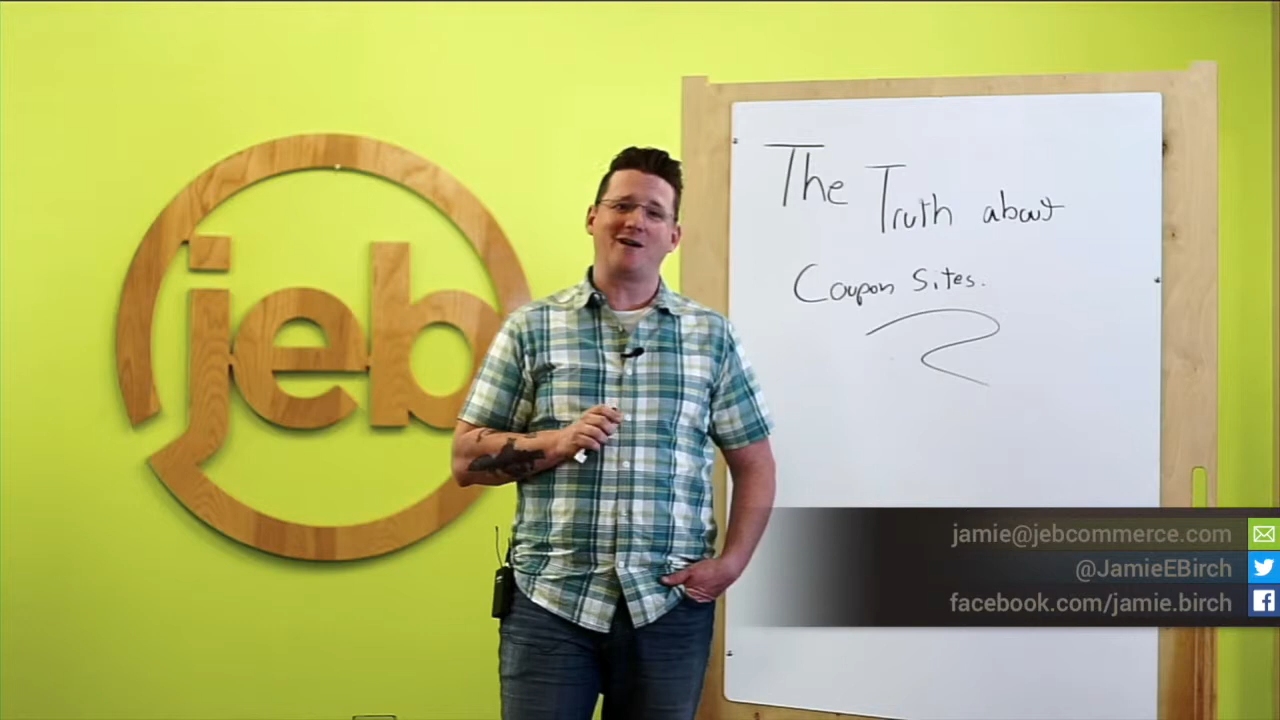 jeb
The Truth about
Coupon Sites.
jamie@jebcommerce.com
@JamieEBirch
facebook.com/jamie.birch